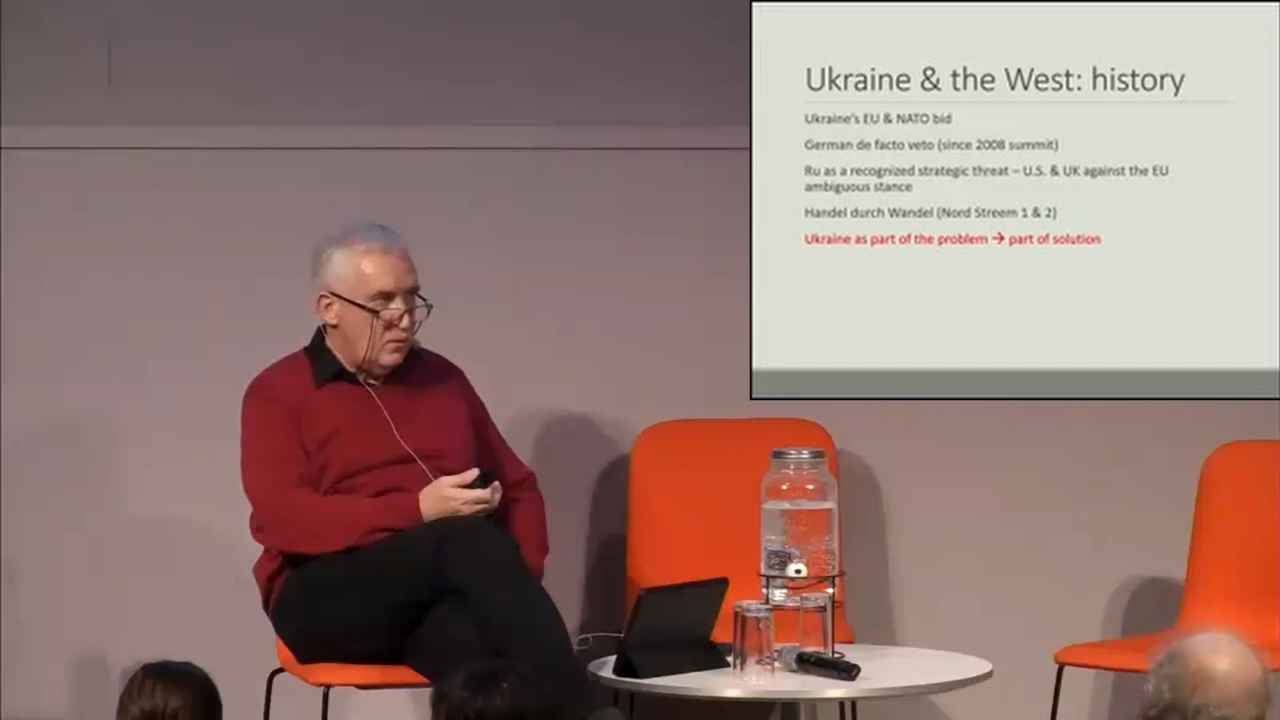 Ukraine & the West: history
Ukraine's EU & NATO bid
German de facto veto (since 2008 summit)
Ru as a recognized strategic threat – U.S. & UK against the EU
ambiguous stance
Handel durch Wandel (Nord Streem 1 & 2)
Ukraine as part of the problem → part of solution